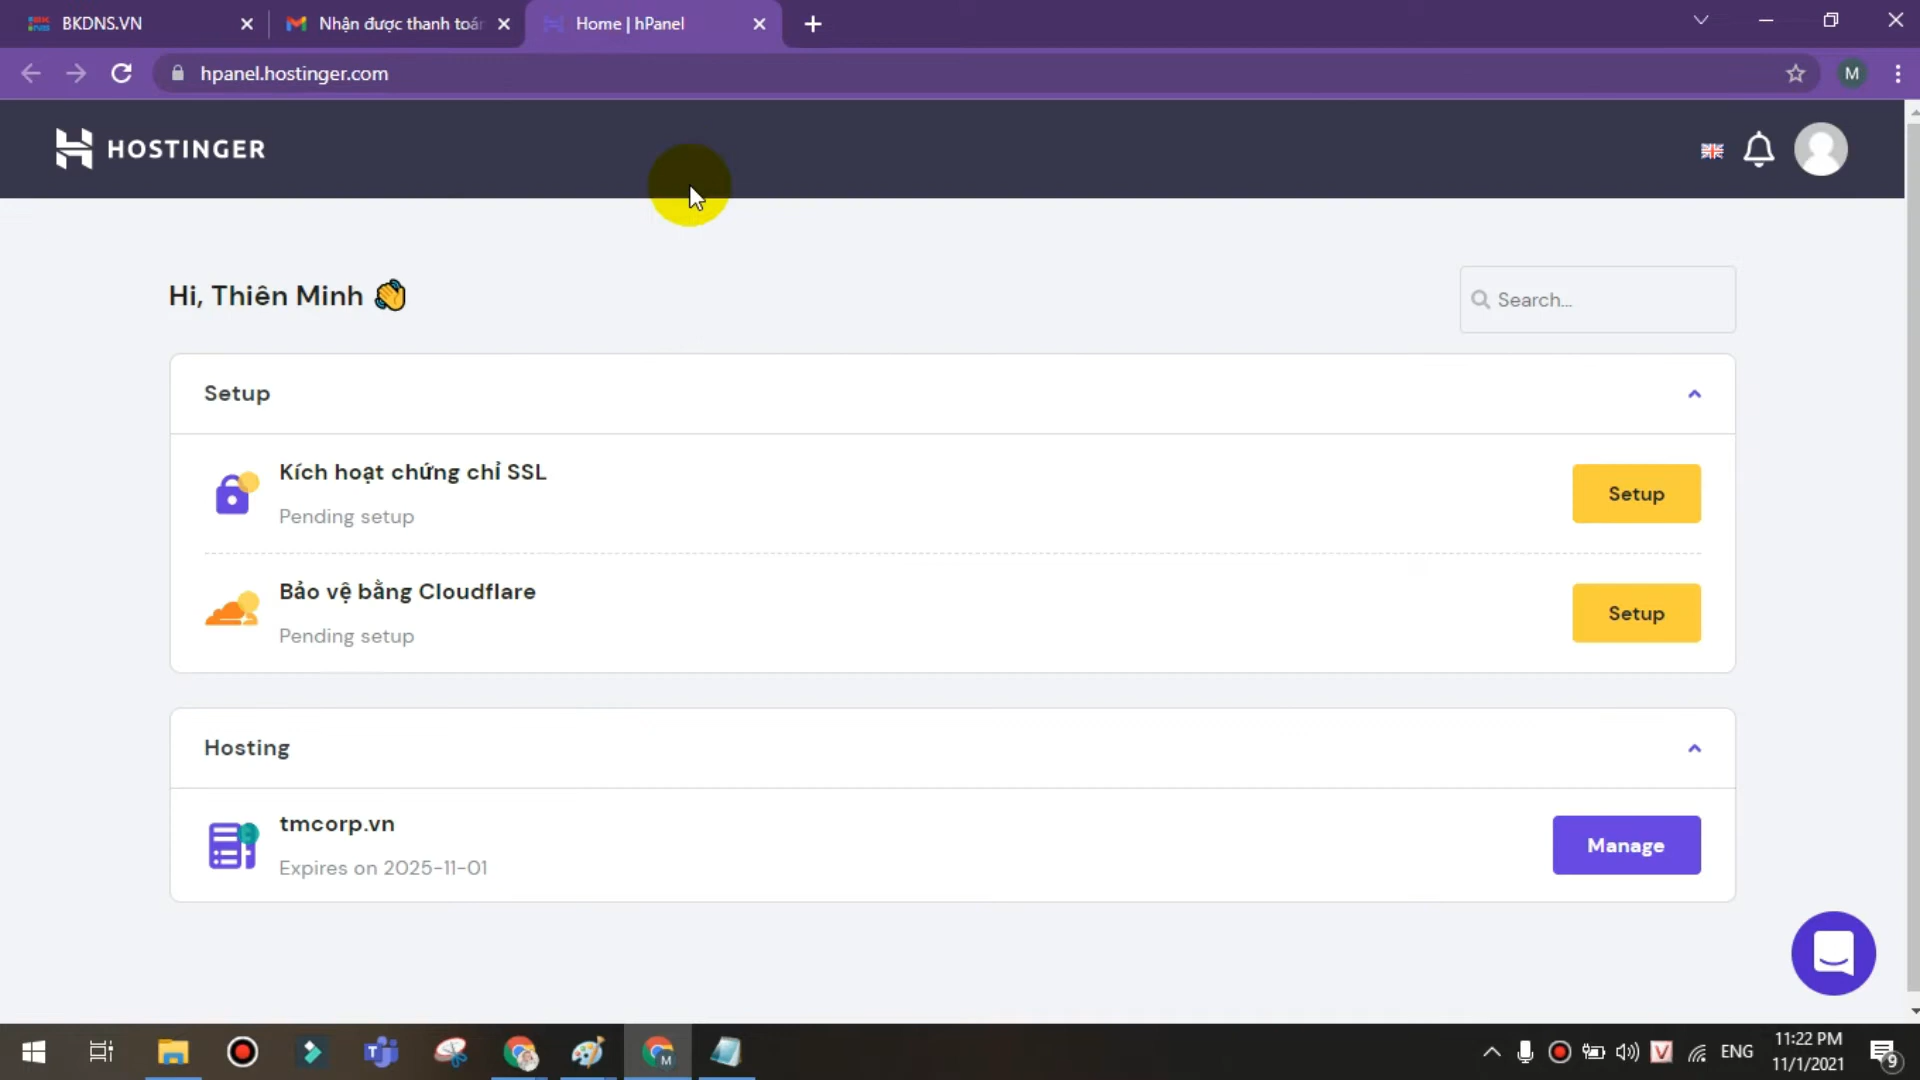 BKDNS.VN
Nhận được thanh toán
Home | hPanel
hpanel.hostinger.com
M
HOSTINGER
Hi, Thiên Minh
Search...
Setup
Kích hoạt chứng chỉ SSL
Pending setup
Setup
Bảo vệ bằng Cloudflare
Pending setup
Setup
Hosting
tmcorp.vn
Expires on 2025-11-01
Manage
11:22 PM
ENG
11/1/2021
9